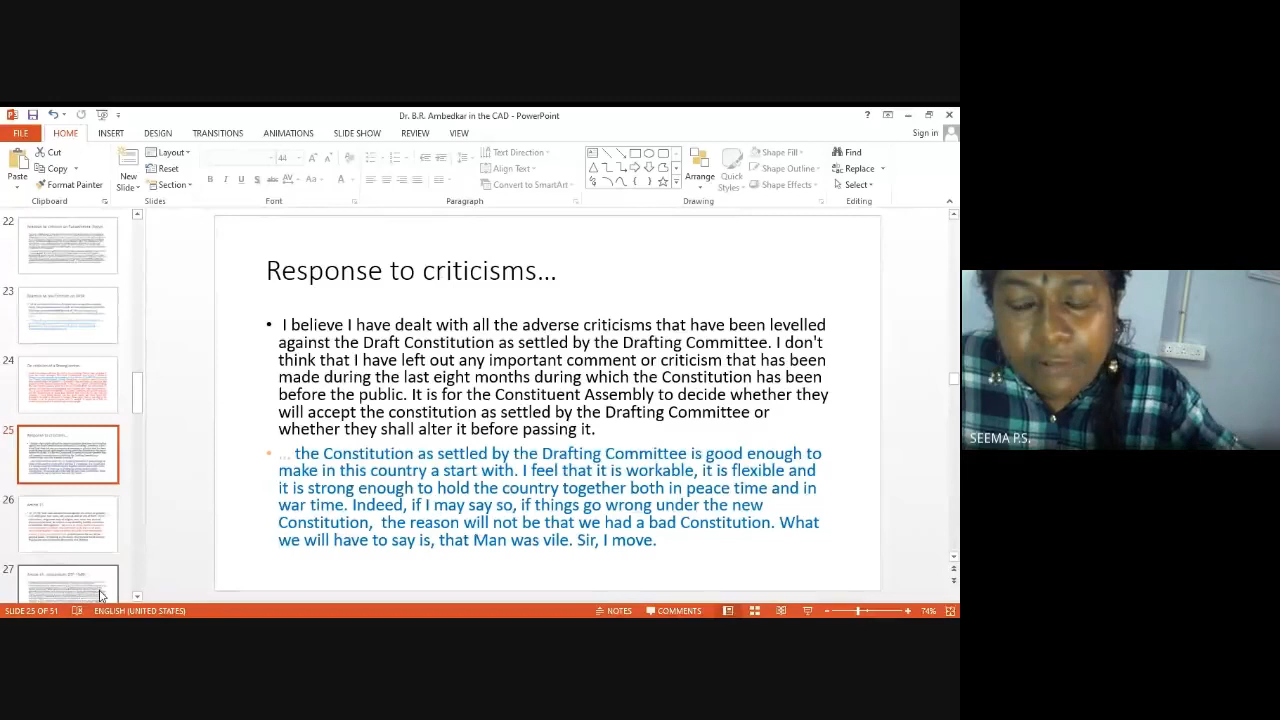 Dr. B.R. Ambedkar in the CAD - PowerPoint
FILE HOME INSERT DESIGN TRANSITIONS ANIMATIONS SLIDE SHOW REVIEW VIEW Sign in
Cut
Copy
Format Painter
Paste
Clipboard
New
Slide
Layout
Reset
Section
Slides
44
B I U S abc AV Aa A
Font
Text Direction
Align Text
Convert to SmartArt
Paragraph
Arrange
Quick
Styles
Shape Fill
Shape Outline
Shape Effects
Drawing
Find
Replace
Select
Editing
22
23
24
25
26
27
Response to criticisms...
• I believe I have dealt with all the adverse criticisms that have been levelled
against the Draft Constitution as settled by the Drafting Committee. I don't
think that I have left out any important comment or criticism that has been
made during the last eight months during which the Constitution has been
before the public. It is for the Constituent Assembly to decide whether they
will accept the constitution as settled by the Drafting Committee or
whether they shall alter it before passing it.
• ... the Constitution as settled by the Drafting Committee is good enough to
make in this country a start with. I feel that it is workable, it is flexible and
it is strong enough to hold the country together both in peace time and in
war time. Indeed, if I may say so, if things go wrong under the new
Constitution, the reason will not be that we had a bad Constitution. What
we will have to say is, that Man was vile. Sir, I move.
SEEMA P.S,
SLIDE 25 OF 51 ENGLISH (UNITED STATES) NOTES COMMENTS 74%